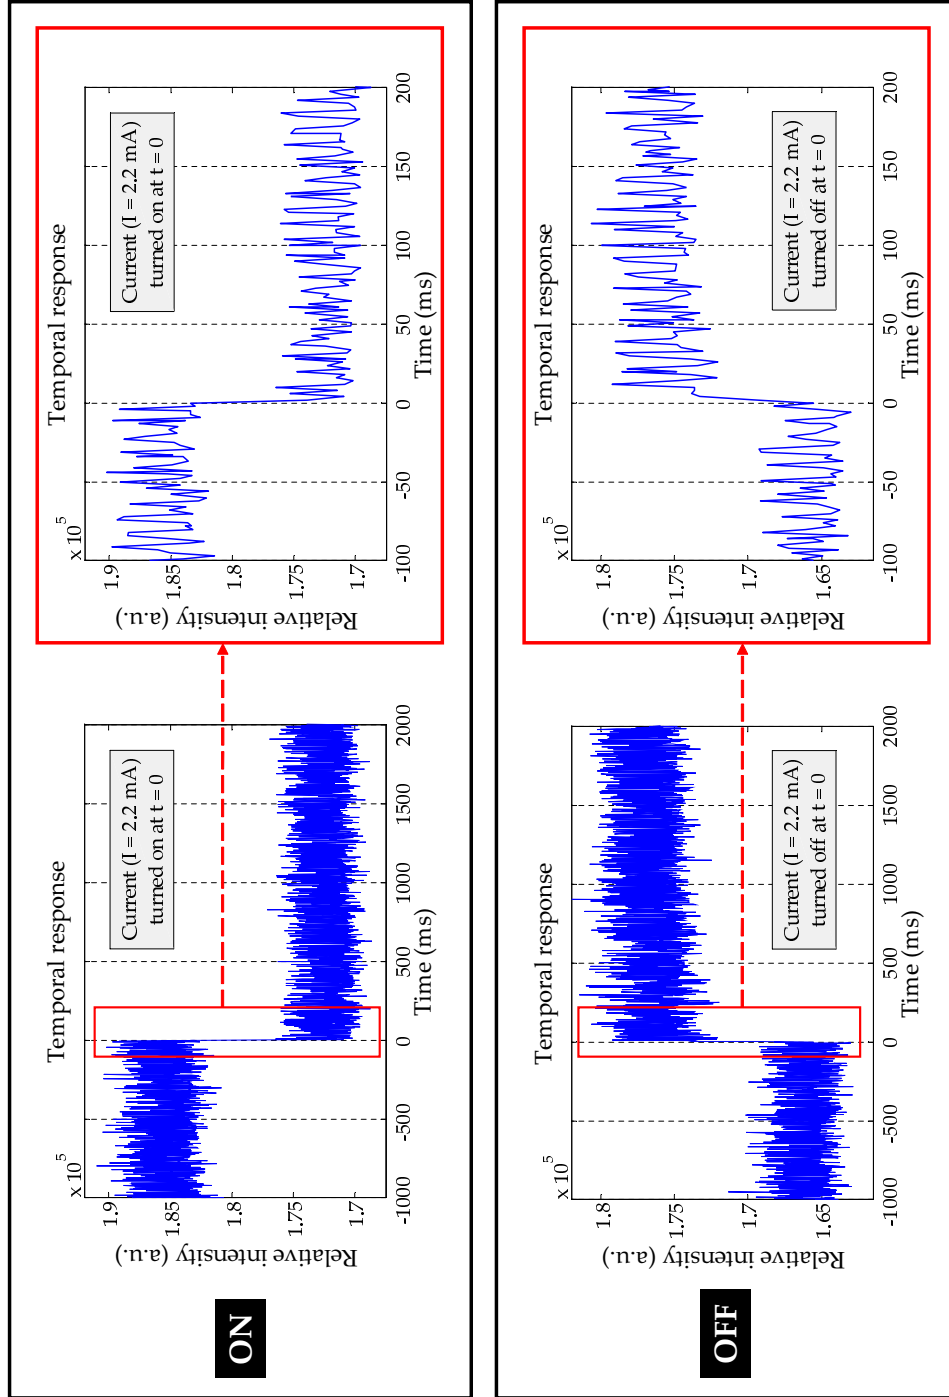 ON
Temporal response
x 10 5
Relative intensity (a.u.)
1.9
1.85
1.8
1.75
1.7
Current (I = 2.2 mA)
turned on at t = 0
-1000
-500
0
500
1000
1500
2000
Time (ms)
Temporal response
x 10 5
Relative intensity (a.u.)
1.9
1.85
1.8
1.75
1.7
Current (I = 2.2 mA)
turned on at t = 0
-100
-50
0
50
100
150
200
Time (ms)
OFF
Temporal response
x 10 5
Relative intensity (a.u.)
1.8
1.75
1.7
1.65
Current (I = 2.2 mA)
turned off at t = 0
-1000
-500
0
500
1000
1500
2000
Time (ms)
Temporal response
x 10 5
Relative intensity (a.u.)
1.8
1.75
1.7
1.65
Current (I = 2.2 mA)
turned off at t = 0
-100
-50
0
50
100
150
200
Time (ms)